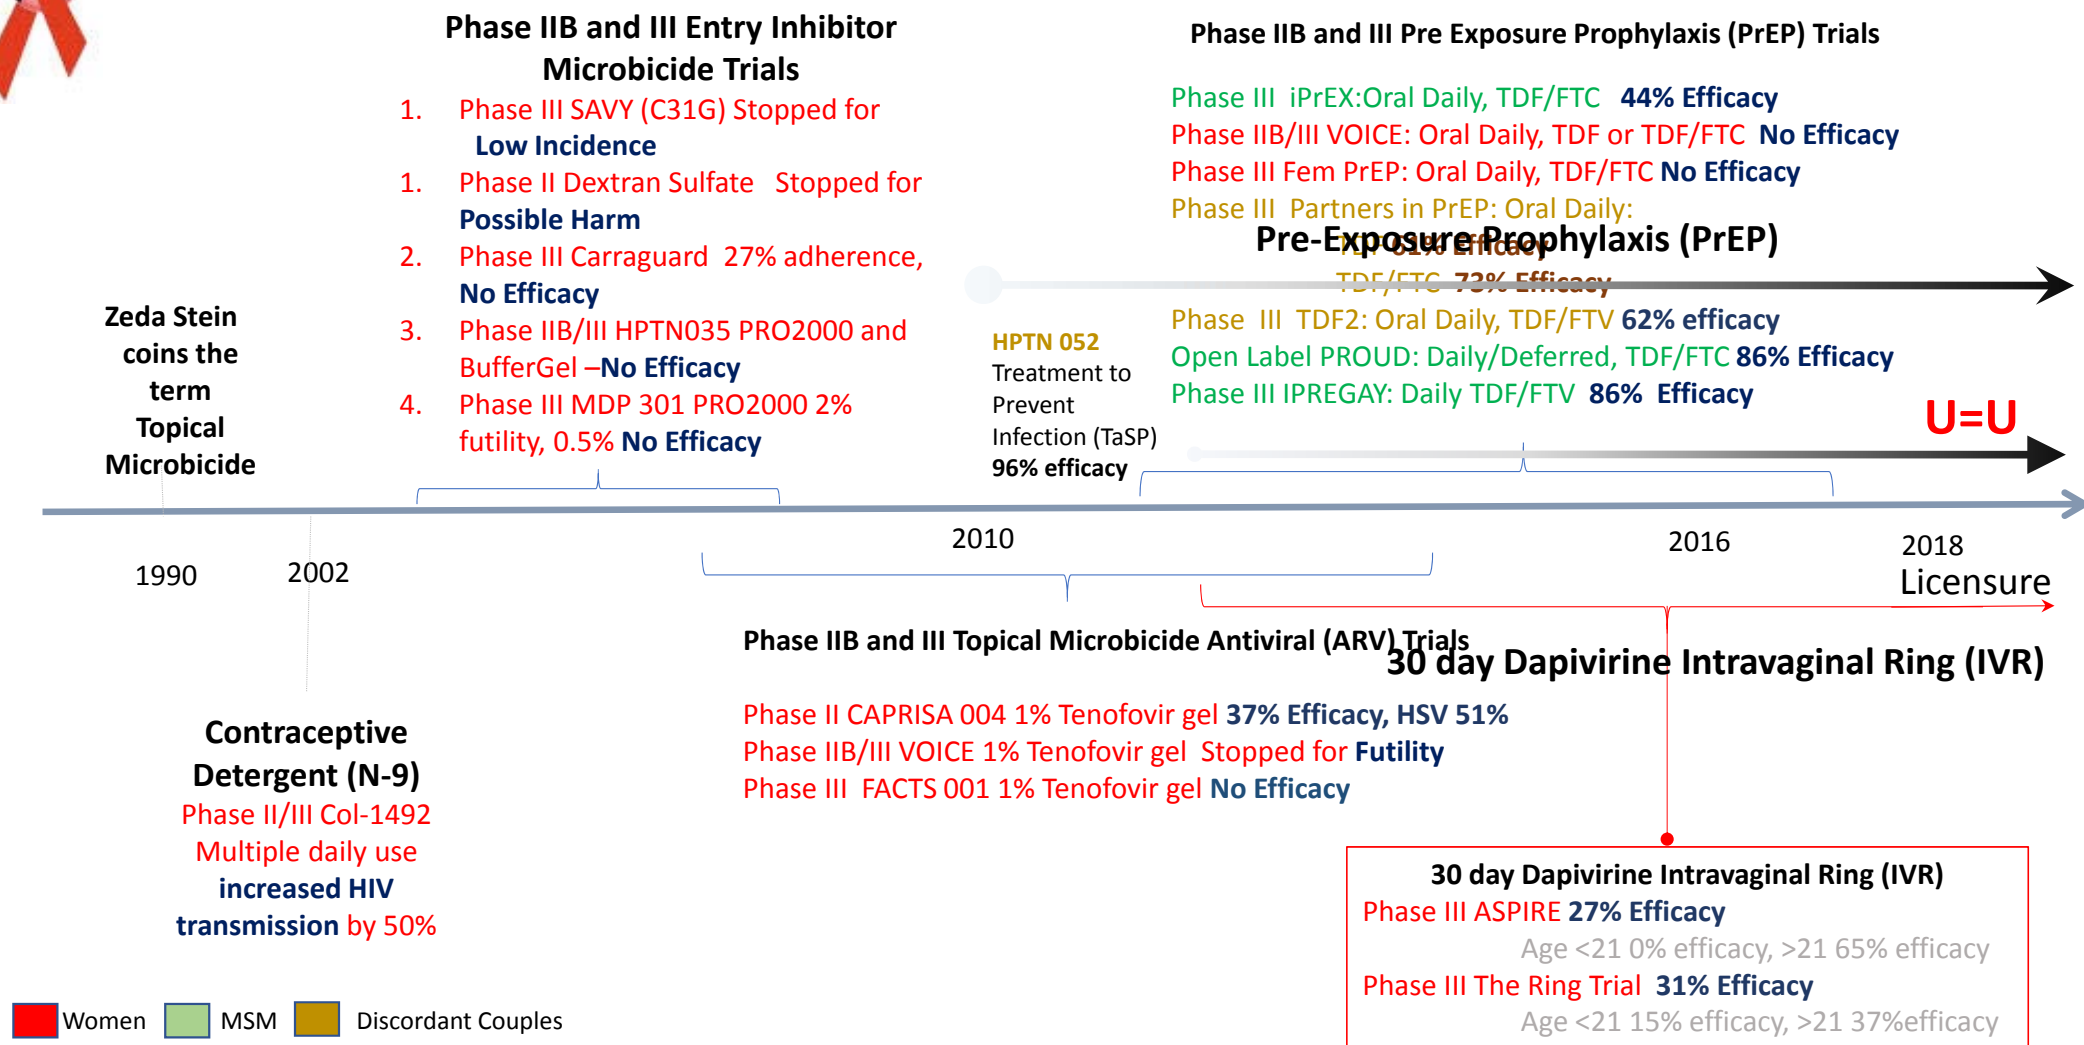 Phase IIB and III Entry Inhibitor
Microbicide Trials
1. Phase III SAVY (C31G) Stopped for
Low Incidence
1. Phase II Dextran Sulfate Stopped for
Possible Harm
2. Phase III Carraguard 27% adherence,
No Efficacy
3. Phase IIB/III HPTN035 PRO2000 and
BufferGel –No Efficacy
4. Phase III MDP 301 PRO2000 2%
futility, 0.5% No Efficacy
Phase IIB and III Pre Exposure Prophylaxis (PrEP) Trials
Phase III iPrEX:Oral Daily, TDF/FTC 44% Efficacy
Phase IIB/III VOICE: Oral Daily, TDF or TDF/FTC No Efficacy
Phase III Fem PrEP: Oral Daily, TDF/FTC No Efficacy
Phase III Partners in PrEP: Oral Daily:
TDF 61% Efficacy
Pre-Exposure Prophylaxis (PrEP)
TDF/FTC 73% Efficacy
Phase III TDF2: Oral Daily, TDF/FTV 62% efficacy
Open Label PROUD: Daily/Deferred, TDF/FTC 86% Efficacy
Phase III IPREGAY: Daily TDF/FTV 86% Efficacy
U=U
Zeda Stein
coins the
term
Topical
Microbicide
HPTN 052
Treatment to
Prevent
Infection (TaSP)
96% efficacy
1990
2002
2010
2016
2018
Licensure
Contraceptive
Detergent (N-9)
Phase II/III Col-1492
Multiple daily use
increased HIV
transmission by 50%
Phase IIB and III Topical Microbicide Antiviral (ARV) Trials
Phase II CAPRISA 004 1% Tenofovir gel 37% Efficacy, HSV 51%
Phase IIB/III VOICE 1% Tenofovir gel Stopped for Futility
Phase III FACTS 001 1% Tenofovir gel No Efficacy
30 day Dapivirine Intravaginal Ring (IVR)
30 day Dapivirine Intravaginal Ring (IVR)
Phase III ASPIRE 27% Efficacy
Age <21 0% efficacy, >21 65% efficacy
Phase III The Ring Trial 31% Efficacy
Age <21 15% efficacy, >21 37%efficacy
Women
MSM
Discordant Couples